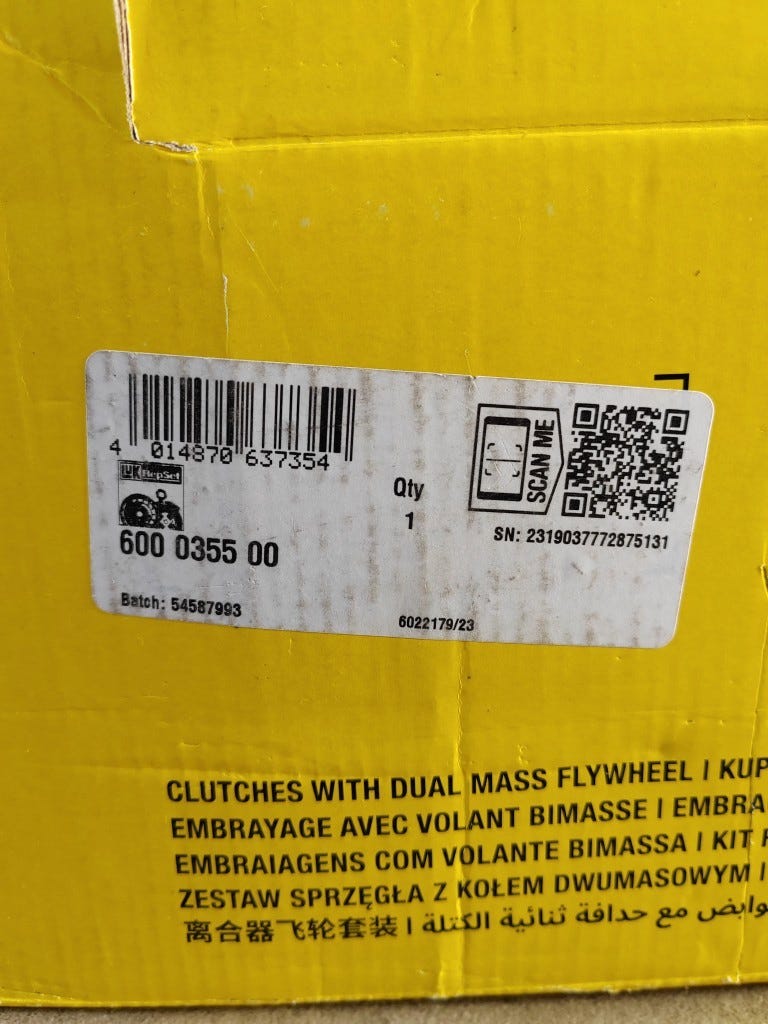 4 014870 637354
LUK RepSet
600 0355 00
Batch: 54587993
Qty
1
6022179/23
SCAN ME
SN: 2319037772875131
CLUTCHES WITH DUAL MASS FLYWHEEL I KUP
EMBRAYAGE AVEC VOLANT BIMASSE I EMBRA
EMBRAIAGENS COM VOLANTE BIMASSA I KIT
ZESTAW SPRZĘGŁA Z KOŁEM DWUMASOWYM I
离合器飞轮套装 I وابض مع حدافة ثنائية الكتلة